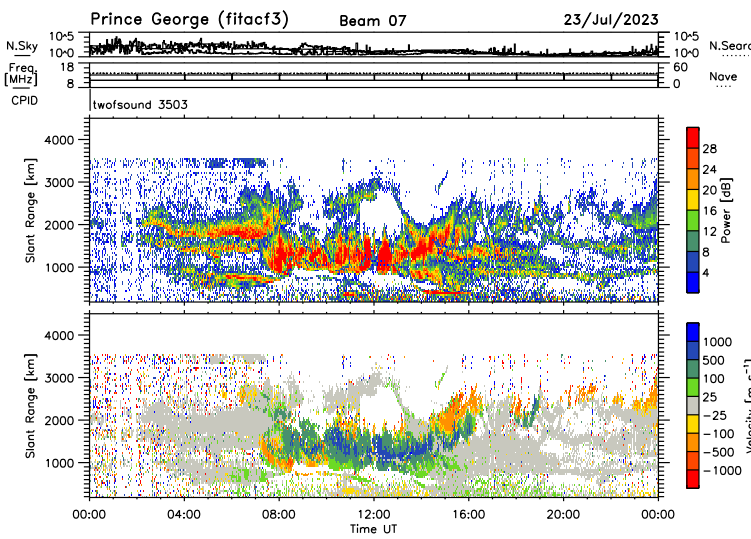 Prince George (fitacf3) Beam 07 23/Jul/2023
N.Sky 10^5 10^0 10^5 10^0 N.Searc
Freq [MHz] 18 8 60 0 Nave
CPID twofsound 3503
Slant Range [km] 4000 3000 2000 1000
Power [dB] 28 24 20 16 12 8 4
Slant Range [km] 4000 3000 2000 1000
Velocity [m s⁻¹] 1000 500 100 25 −25 −100 −500 −1000
00:00 04:00 08:00 12:00 16:00 20:00 00:00
Time UT